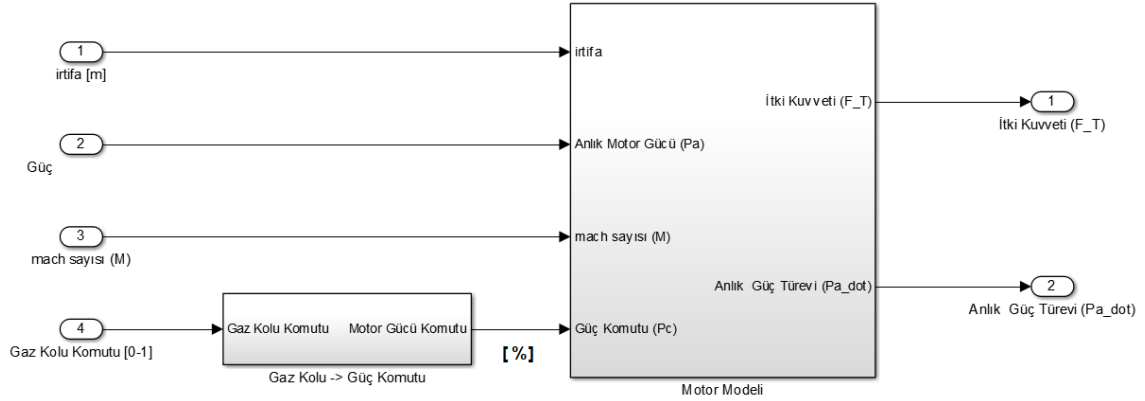 1
irtifa [m]
irtifa
İtki Kuvveti (F_T)
1
İtki Kuvveti (F_T)
2
Güç
Anlık Motor Gücü (Pa)
3
mach sayısı (M)
mach sayısı (M)
Anlık Güç Türevi (Pa_dot)
2
Anlık Güç Türevi (Pa_dot)
4
Gaz Kolu Komutu [0-1]
Gaz Kolu Komutu
Motor Gücü Komutu
Gaz Kolu -> Güç Komutu
[%]
Güç Komutu (Pc)
Motor Modeli